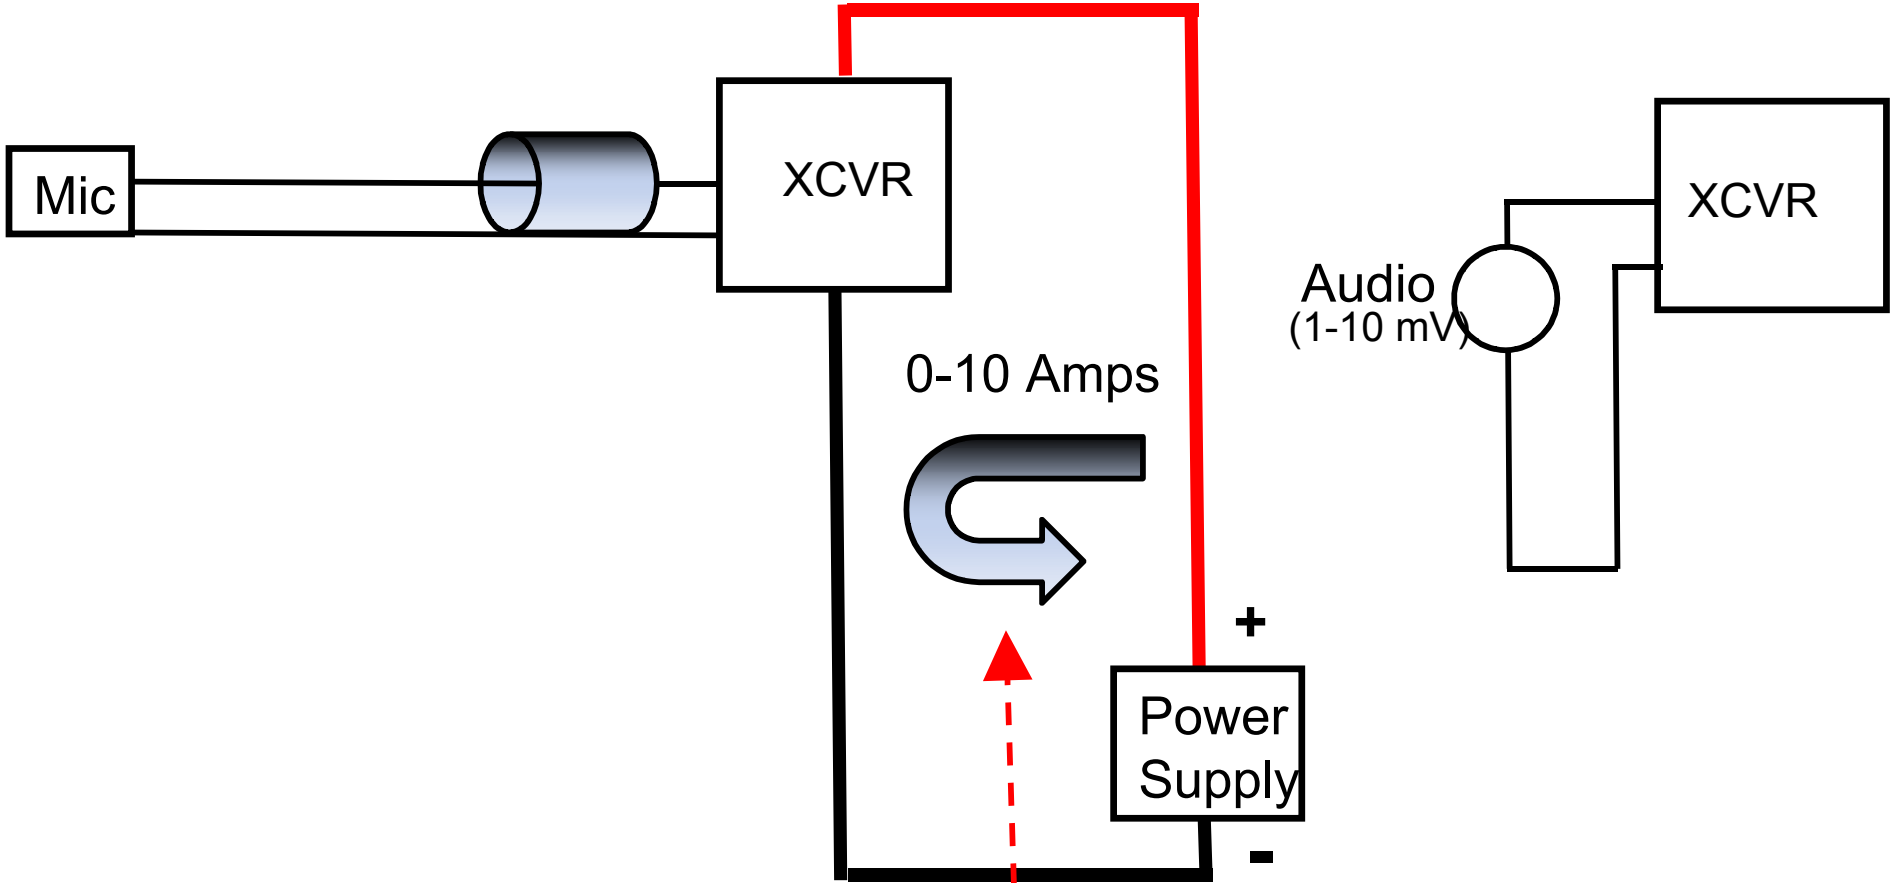 Mic
XCVR
XCVR
Audio
(1-10 mV)
0-10 Amps
+
Power
Supply
-